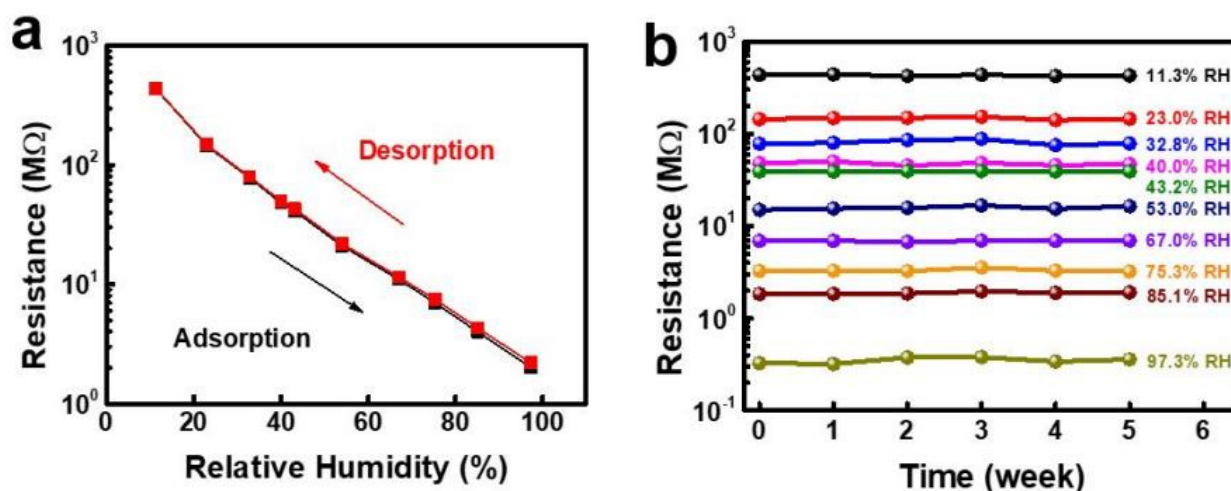 a
10³
10²
10¹
10⁰
Resistance (MΩ)
Desorption
Adsorption
0 20 40 60 80 100
Relative Humidity (%)
b
10³
10²
10¹
10⁰
10⁻¹
Resistance (MΩ)
11.3% RH
23.0% RH
32.8% RH
40.0% RH
43.2% RH
53.0% RH
67.0% RH
75.3% RH
85.1% RH
97.3% RH
0 1 2 3 4 5 6
Time (week)